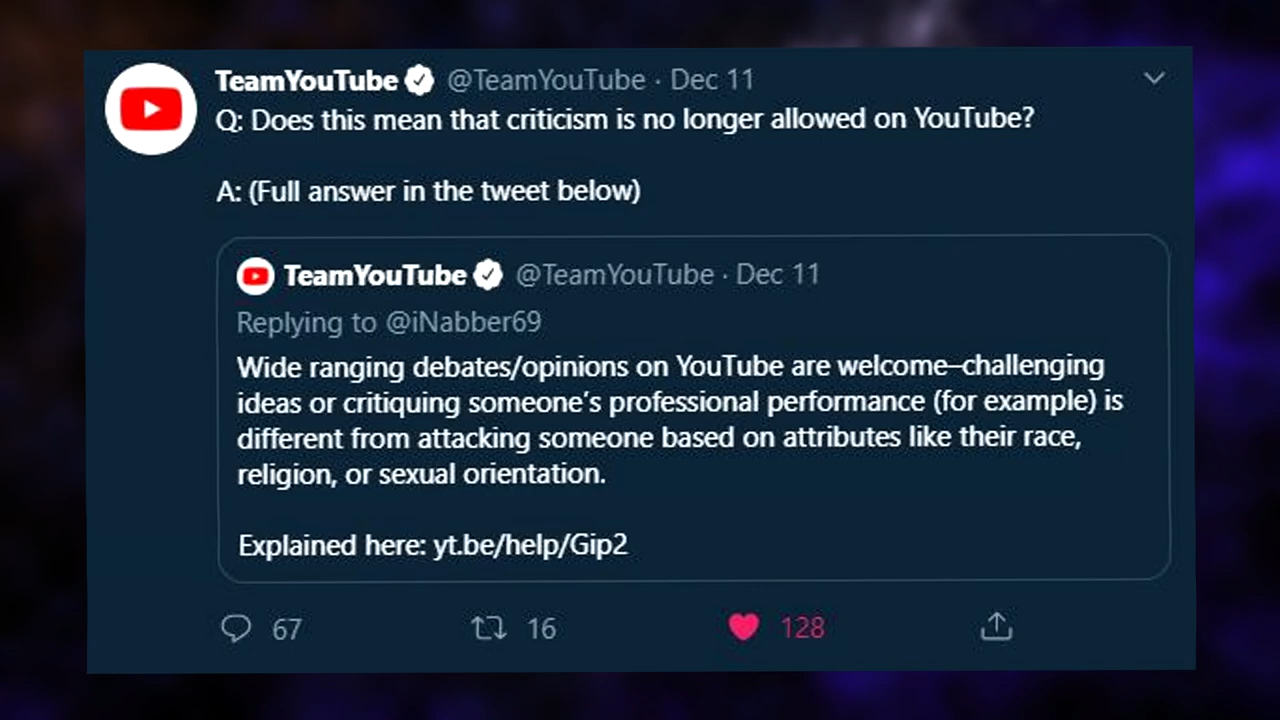 TeamYouTube @TeamYouTube · Dec 11
Q: Does this mean that criticism is no longer allowed on YouTube?
A: (Full answer in the tweet below)
TeamYouTube @TeamYouTube · Dec 11
Replying to @iNabber69
Wide ranging debates/opinions on YouTube are welcome–challenging
ideas or critiquing someone’s professional performance (for example) is
different from attacking someone based on attributes like their race,
religion, or sexual orientation.
Explained here: yt.be/help/Gip2
67 16 128